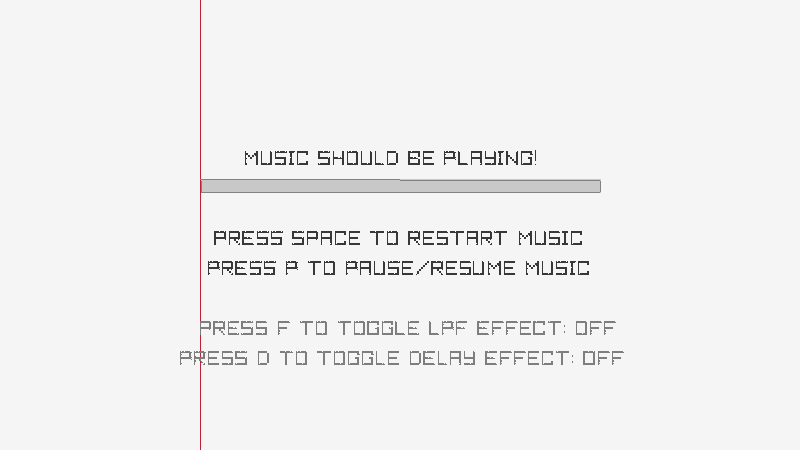 MUSIC SHOULD BE PLAYING!
PRESS SPACE TO RESTART MUSIC
PRESS P TO PAUSE/RESUME MUSIC
PRESS F TO TOGGLE LPF EFFECT: OFF
PRESS D TO TOGGLE DELAY EFFECT: OFF